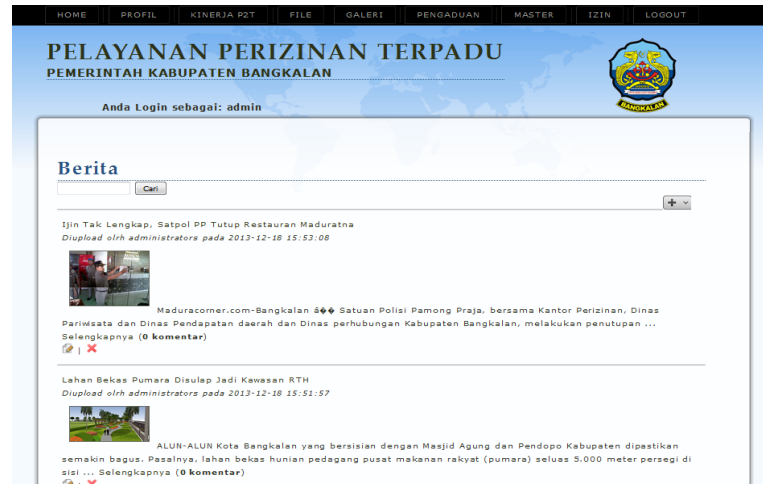 HOME PROFIL KINERJA P2T FILE GALERI PENGADUAN MASTER IZIN LOGOUT
PELAYANAN PERIZINAN TERPADU
PEMERINTAH KABUPATEN BANGKALAN
BANGKALAN
Anda Login sebagai: admin
Berita
Cari
Ijin Tak Lengkap, Satpol PP Tutup Restauran Maduratna
Diupload olrh administrators pada 2013-12-18 15:53:08
Maduracorner.com-Bangkalan â�� Satuan Polisi Pamong Praja, bersama Kantor Perizinan, Dinas
Pariwisata dan Dinas Pendapatan daerah dan Dinas perhubungan Kabupaten Bangkalan, melakukan penutupan ...
Selengkapnya (0 komentar)
|
Lahan Bekas Pumara Disulap Jadi Kawasan RTH
Diupload olrh administrators pada 2013-12-18 15:51:57
ALUN-ALUN Kota Bangkalan yang bersisian dengan Masjid Agung dan Pendopo Kabupaten dipastikan
semakin bagus. Pasalnya, lahan bekas hunian pedagang pusat makanan rakyat (pumara) seluas 5.000 meter persegi di
sisi ... Selengkapnya (0 komentar)
|